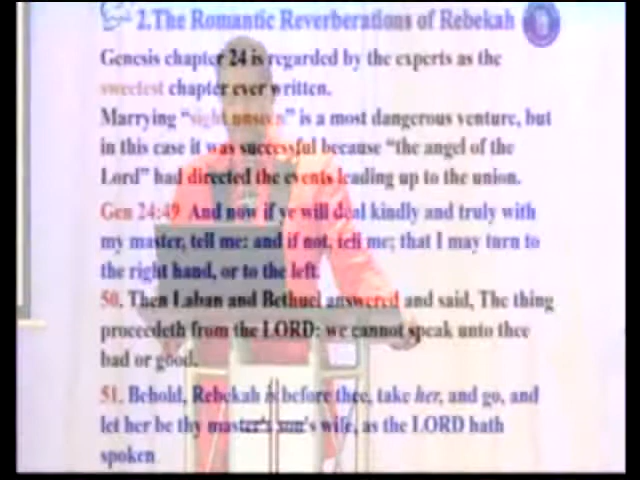 2.The Romantic Reverberations of Rebekah
Genesis chapter 24 is regarded by the experts as the
sweetest chapter ever written.
Marrying “sight unseen” is a most dangerous venture, but
in this case it was successful because “the angel of the
Lord” had directed the events leading up to the union.
Gen 24:49 And now if ye will deal kindly and truly with
my master, tell me: and if not, tell me; that I may turn to
the right hand, or to the left.
50. Then Laban and Bethuel answered and said, The thing
proceedeth from the LORD: we cannot speak unto thee
bad or good.
51. Behold, Rebekah is before thee, take her, and go, and
let her be thy master's son's wife, as the LORD hath
spoken